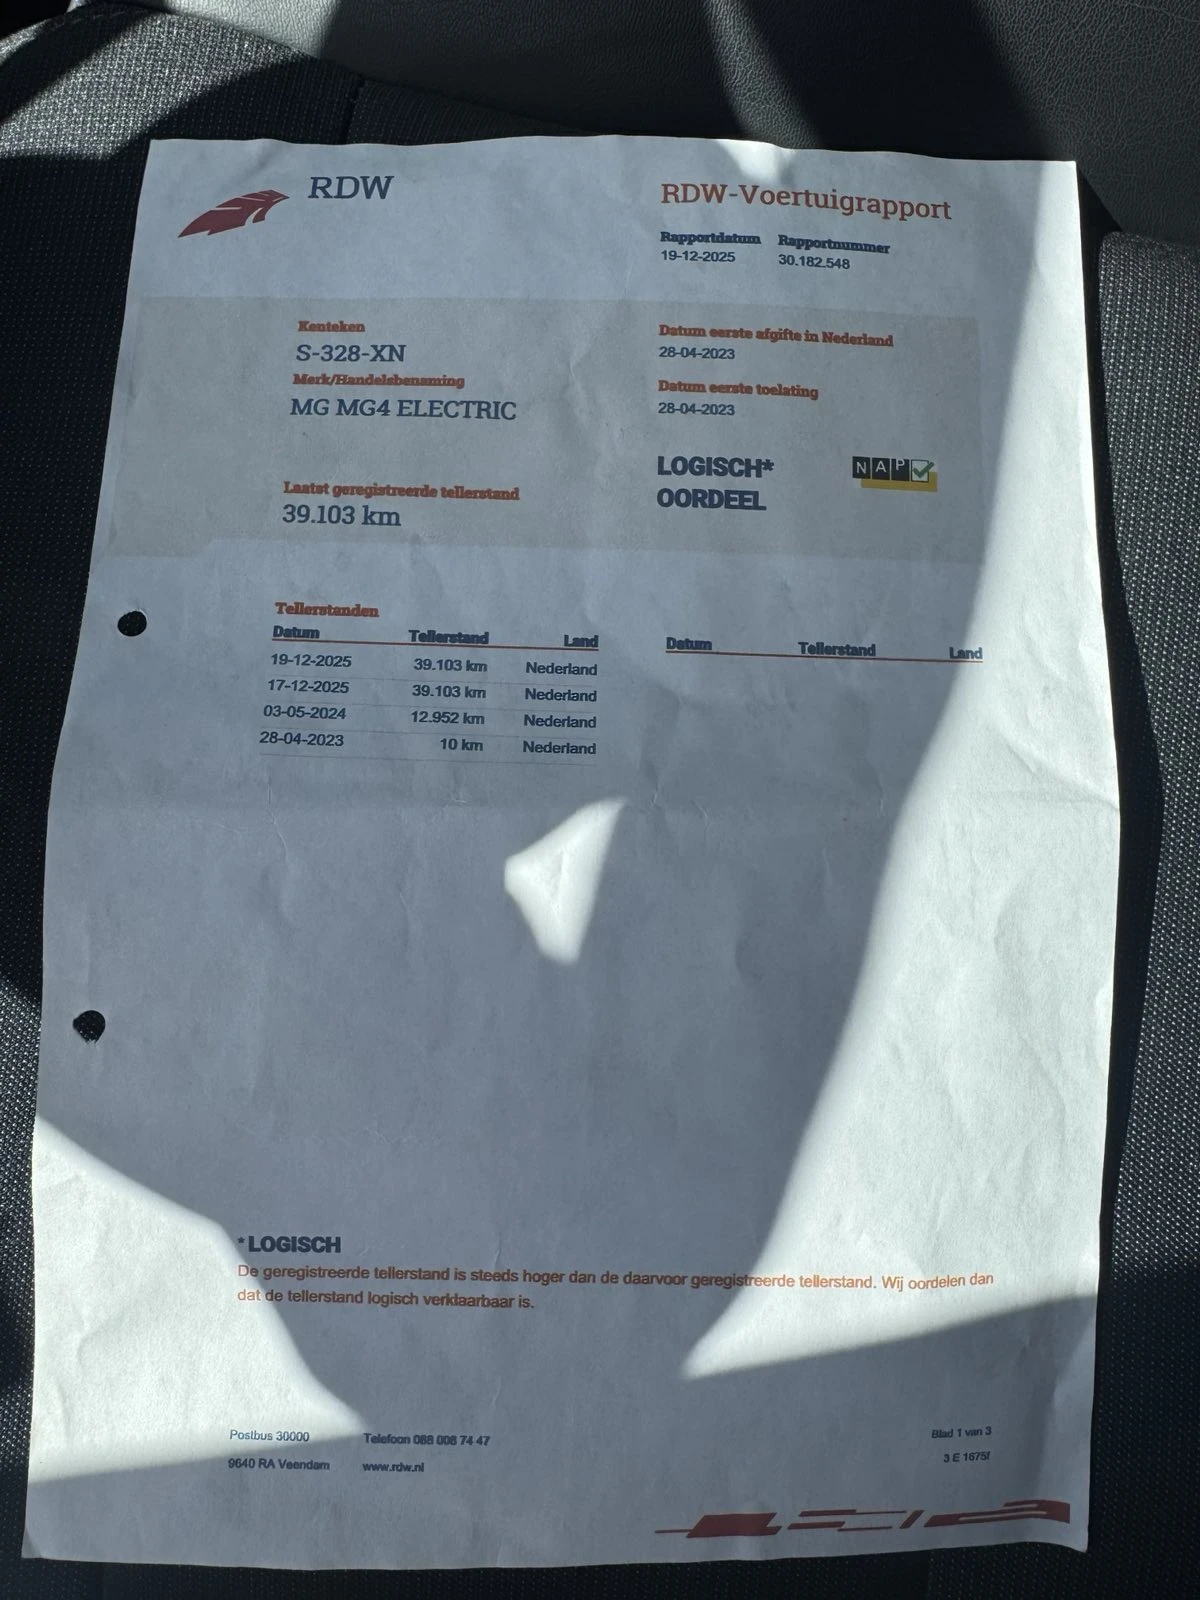 RDW
RDW-Voertuigrapport
Rapportdatum Rapportnummer
19-12-2025 30.182.548
Kenteken
S-328-XN
Merk/Handelsbenaming
MG MG4 ELECTRIC
Laatst geregistreerde tellerstand
39.103 km
Datum eerste afgifte in Nederland
28-04-2023
Datum eerste toelating
28-04-2023
LOGISCH*
OORDEEL
NAP
Tellerstanden
Datum Tellerstand Land
19-12-2025 39.103 km Nederland
17-12-2025 39.103 km Nederland
03-05-2024 12.952 km Nederland
28-04-2023 10 km Nederland
Datum Tellerstand Land
* LOGISCH
De geregistreerde tellerstand is steeds hoger dan de daarvoor geregistreerde tellerstand. Wij oordelen dan
dat de tellerstand logisch verklaarbaar is.
Postbus 30000 Telefoon 088 008 74 47
9640 RA Veendam www.rdw.nl
Blad 1 van 3
3 E 1675f